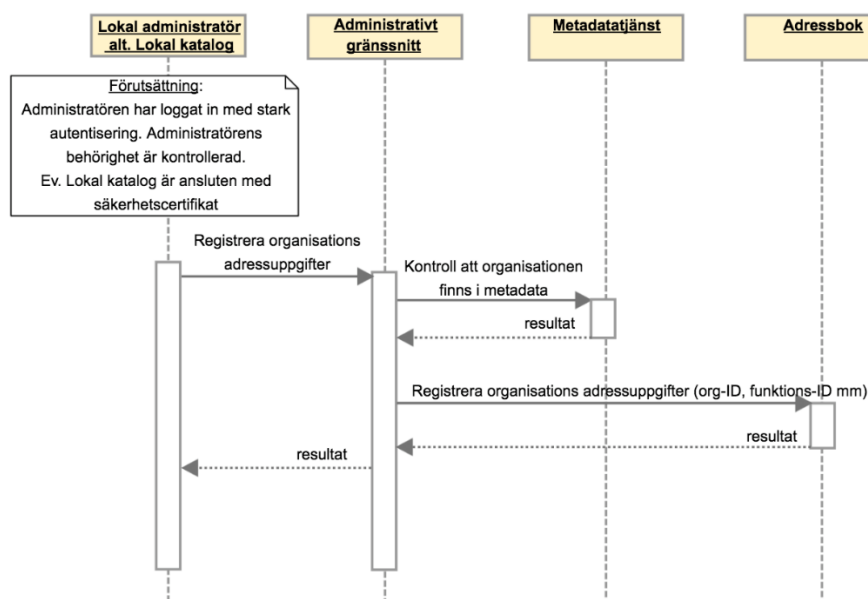 Lokal administratör
alt. Lokal katalog
Administrativt
gränssnitt
Metadatatjänst
Adressbok
Förutsättning:
Administratören har loggat in med stark
autentisering. Administratörens
behörighet är kontrollerad.
Ev. Lokal katalog är ansluten med
säkerhetscertifikat
Registrera organisations
adressuppgifter
Kontroll att organisationen
finns i metadata
resultat
Registrera organisations adressuppgifter (org-ID, funktions-ID mm)
resultat
resultat